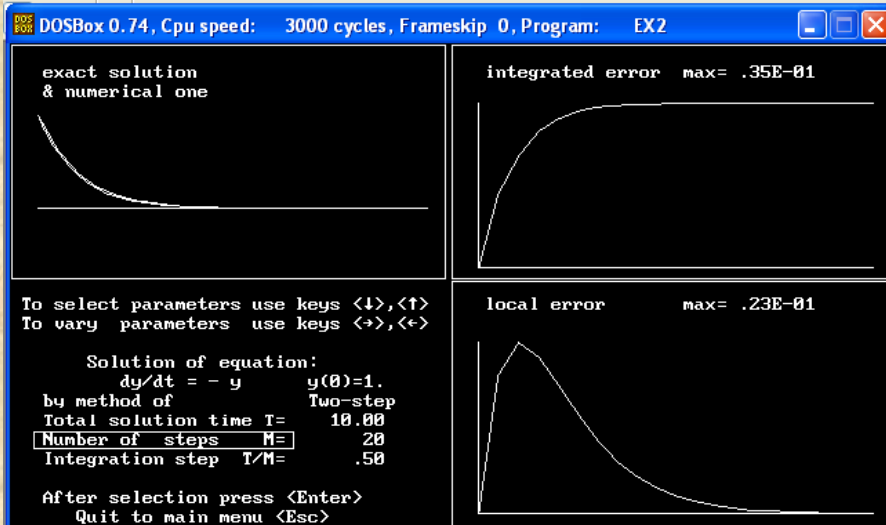 DOSBox 0.74, Cpu speed: 3000 cycles, Frameskip 0, Program: EX2
exact solution
& numerical one
integrated error max= .35E-01
To select parameters use keys <↓>,<↑>
To vary parameters use keys <→>,<←>
Solution of equation:
dy/dt = - y y(0)=1.
by method of Two-step
Total solution time T= 10.00
Number of steps M= 20
Integration step T/M= .50
After selection press <Enter>
Quit to main menu <Esc>
local error max= .23E-01